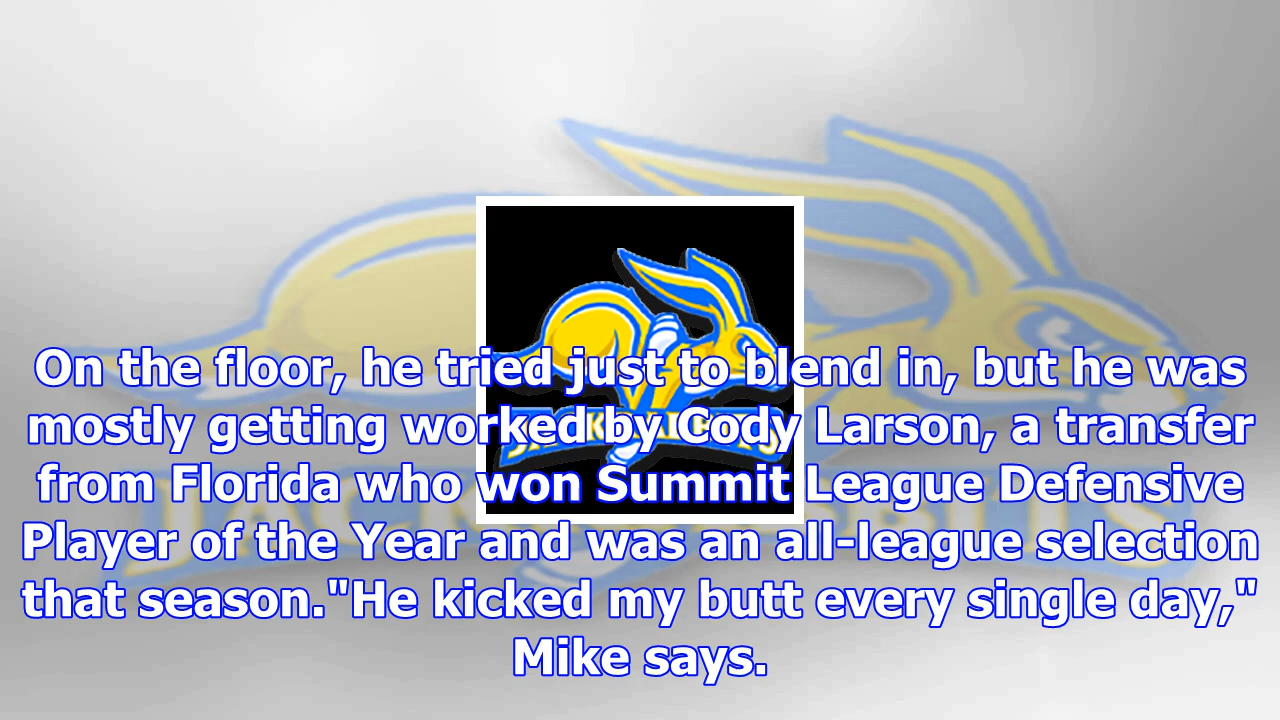 On the floor, he tried just to blend in, but he was
mostly getting worked by Cody Larson, a transfer
from Florida who won Summit League Defensive
Player of the Year and was an all-league selection
that season."He kicked my butt every single day,"
Mike says.